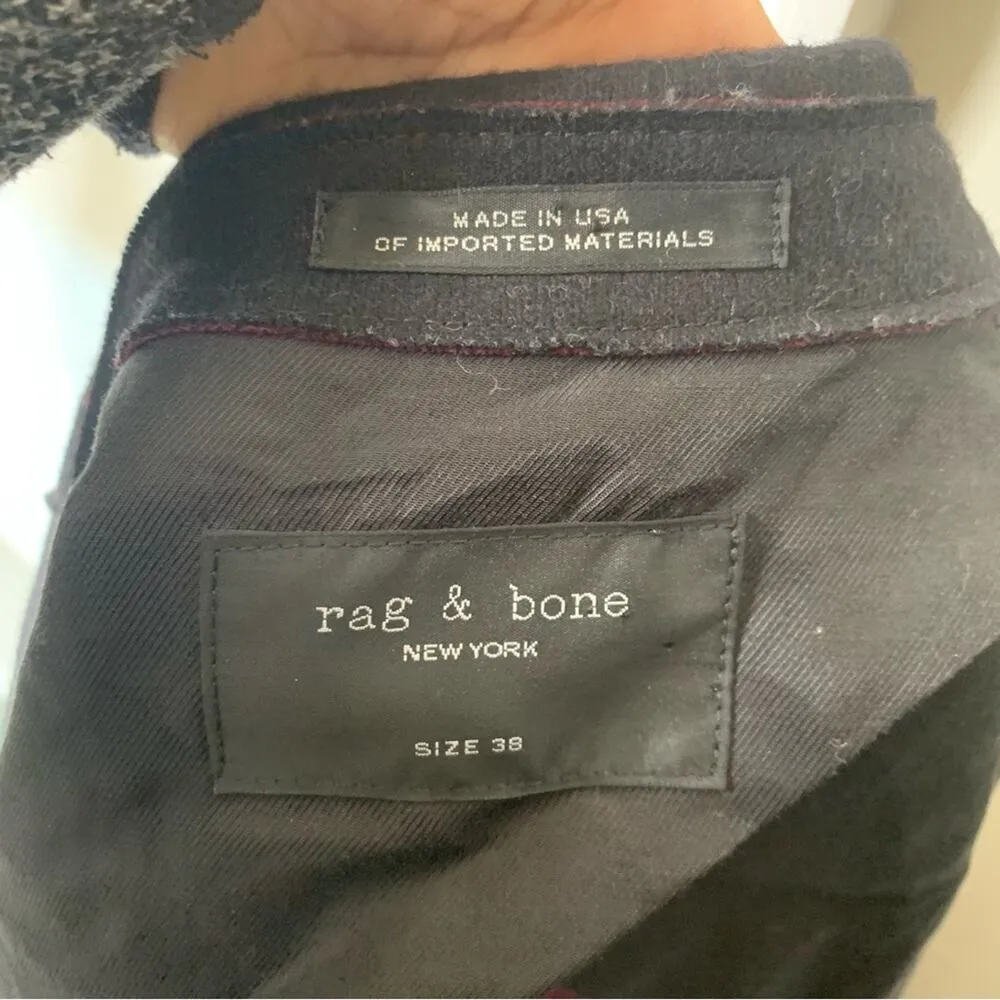 MADE IN USA
OF IMPORTED MATERIALS
rag & bone
NEW YORK
SIZE 38